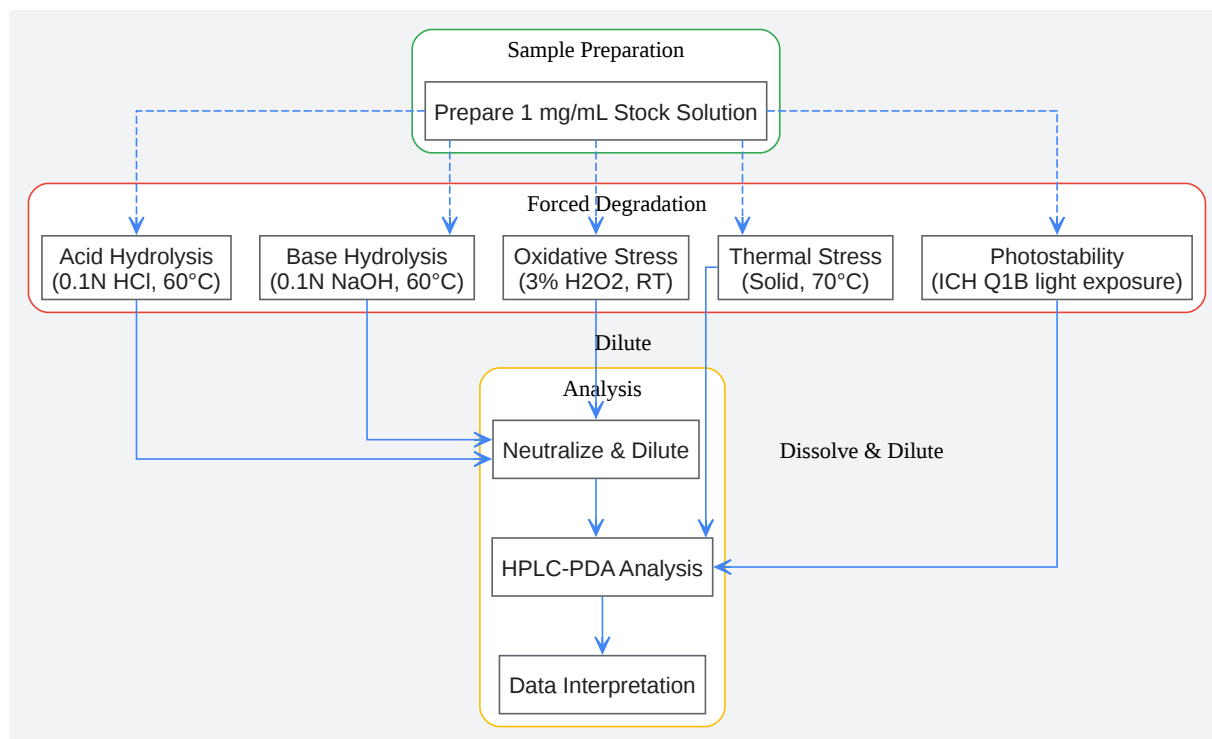 Sample Preparation
Prepare 1 mg/mL Stock Solution
Forced Degradation
Acid Hydrolysis
(0.1N HCl, 60°C)
Base Hydrolysis
(0.1N NaOH, 60°C)
Oxidative Stress
(3% H2O2, RT)
Thermal Stress
(Solid, 70°C)
Photostability
(ICH Q1B light exposure)
Dilute
Analysis
Neutralize & Dilute
Dissolve & Dilute
HPLC-PDA Analysis
Data Interpretation